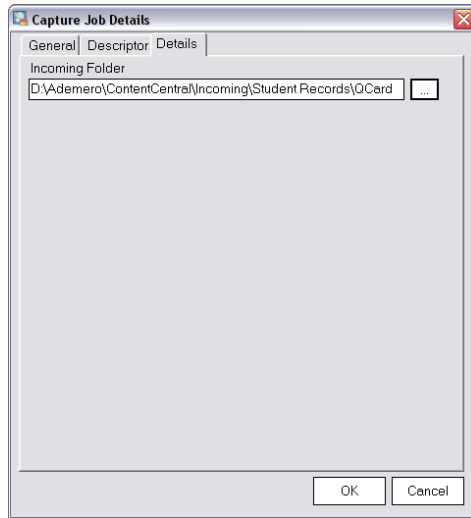 Capture Job Details
General Descriptor Details
Incoming Folder
D:\Ademero\ContentCentral\Incoming\Student Records\QCard ...
OK Cancel